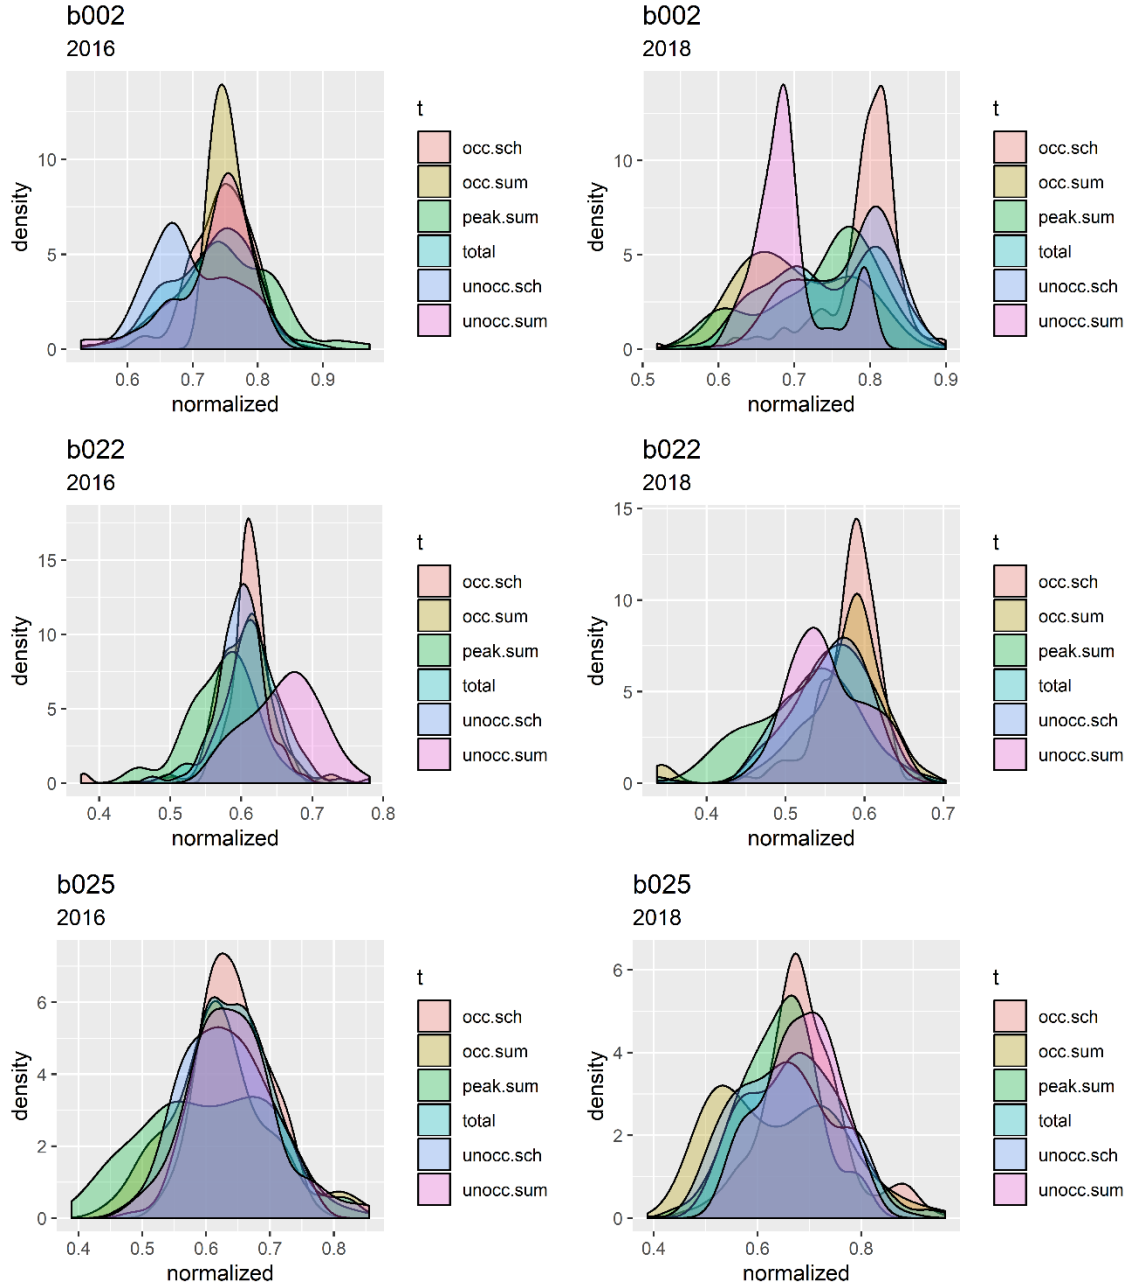 b002
2016
density
10
5
0
0.6 0.7 0.8 0.9
normalized
t
occ.sch
occ.sum
peak.sum
total
unocc.sch
unocc.sum
b002
2018
density
10
5
0
0.5 0.6 0.7 0.8 0.9
normalized
t
occ.sch
occ.sum
peak.sum
total
unocc.sch
unocc.sum
b022
2016
density
15
10
5
0
0.4 0.5 0.6 0.7 0.8
normalized
t
occ.sch
occ.sum
peak.sum
total
unocc.sch
unocc.sum
b022
2018
density
15
10
5
0
0.4 0.5 0.6 0.7
normalized
t
occ.sch
occ.sum
peak.sum
total
unocc.sch
unocc.sum
b025
2016
density
6
4
2
0
0.4 0.5 0.6 0.7 0.8
normalized
t
occ.sch
occ.sum
peak.sum
total
unocc.sch
unocc.sum
b025
2018
density
6
4
2
0
0.4 0.6 0.8
normalized
t
occ.sch
occ.sum
peak.sum
total
unocc.sch
unocc.sum